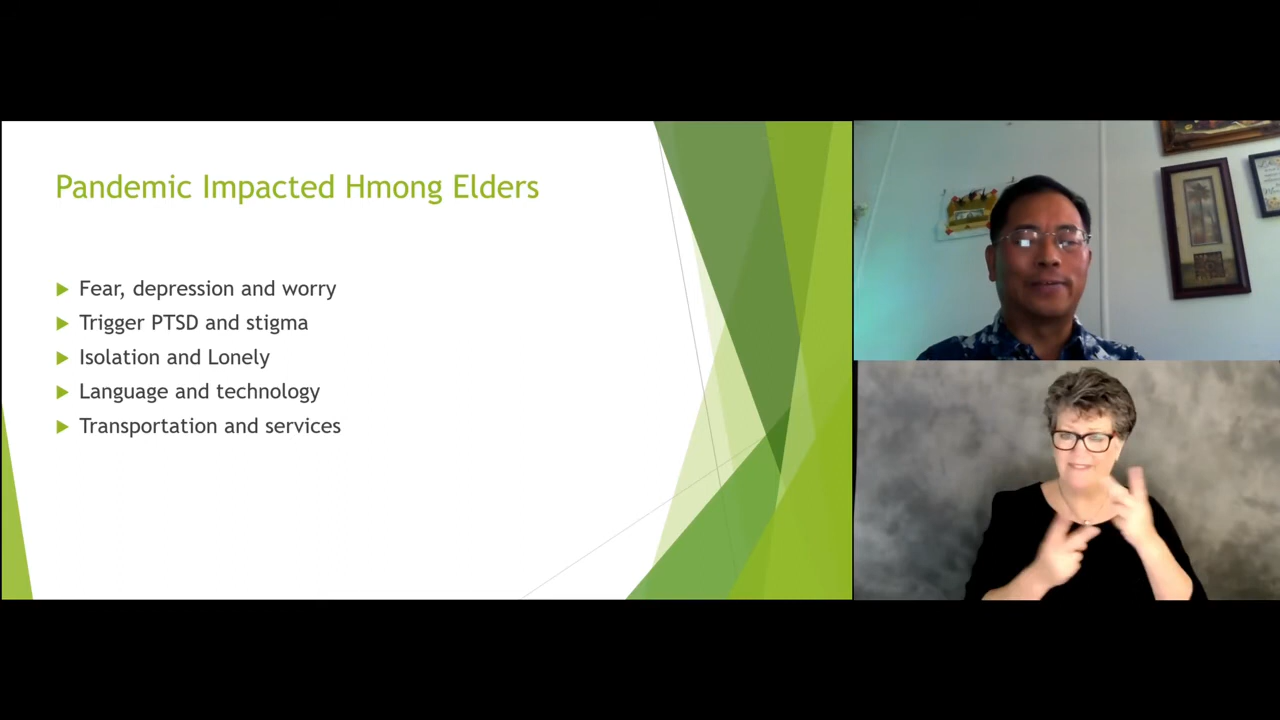 Pandemic Impacted Hmong Elders
Fear, depression and worry
Trigger PTSD and stigma
Isolation and Lonely
Language and technology
Transportation and services